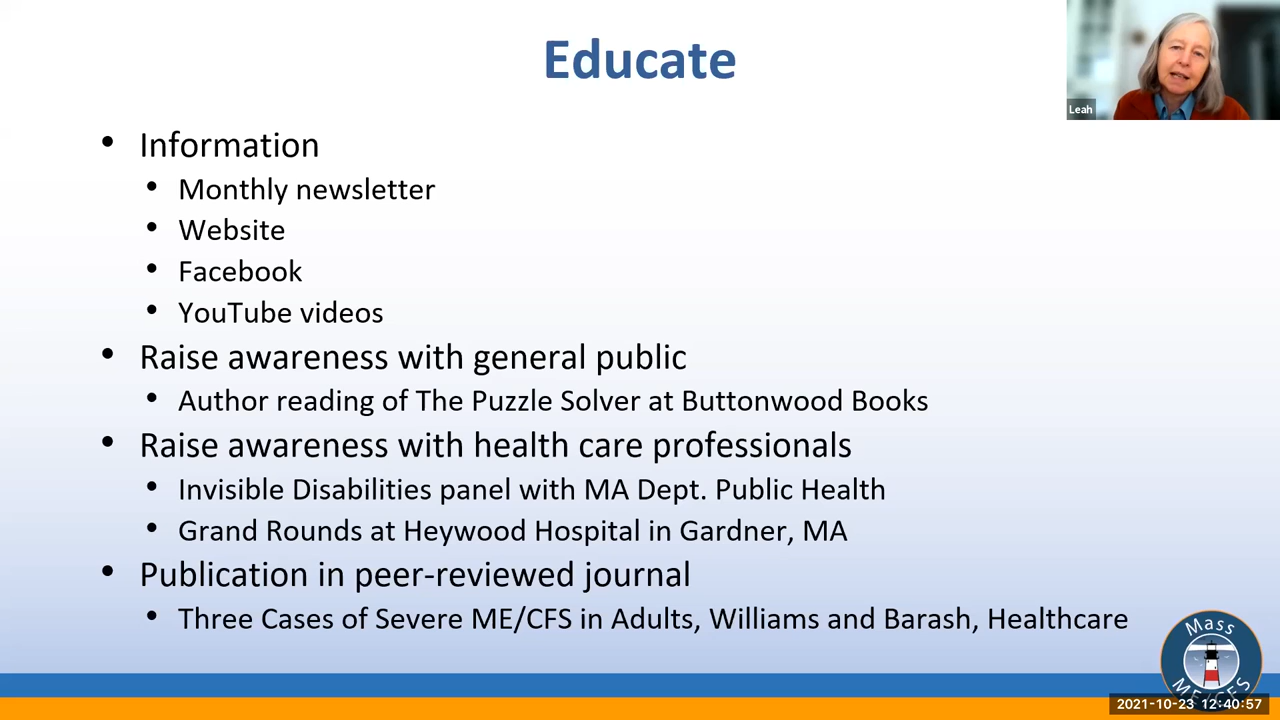 Educate
Leah
• Information
• Monthly newsletter
• Website
• Facebook
• YouTube videos
• Raise awareness with general public
• Author reading of The Puzzle Solver at Buttonwood Books
• Raise awareness with health care professionals
• Invisible Disabilities panel with MA Dept. Public Health
• Grand Rounds at Heywood Hospital in Gardner, MA
• Publication in peer-reviewed journal
• Three Cases of Severe ME/CFS in Adults, Williams and Barash, Healthcare
Mass
ME/CFS
2021-10-23 12:40:57